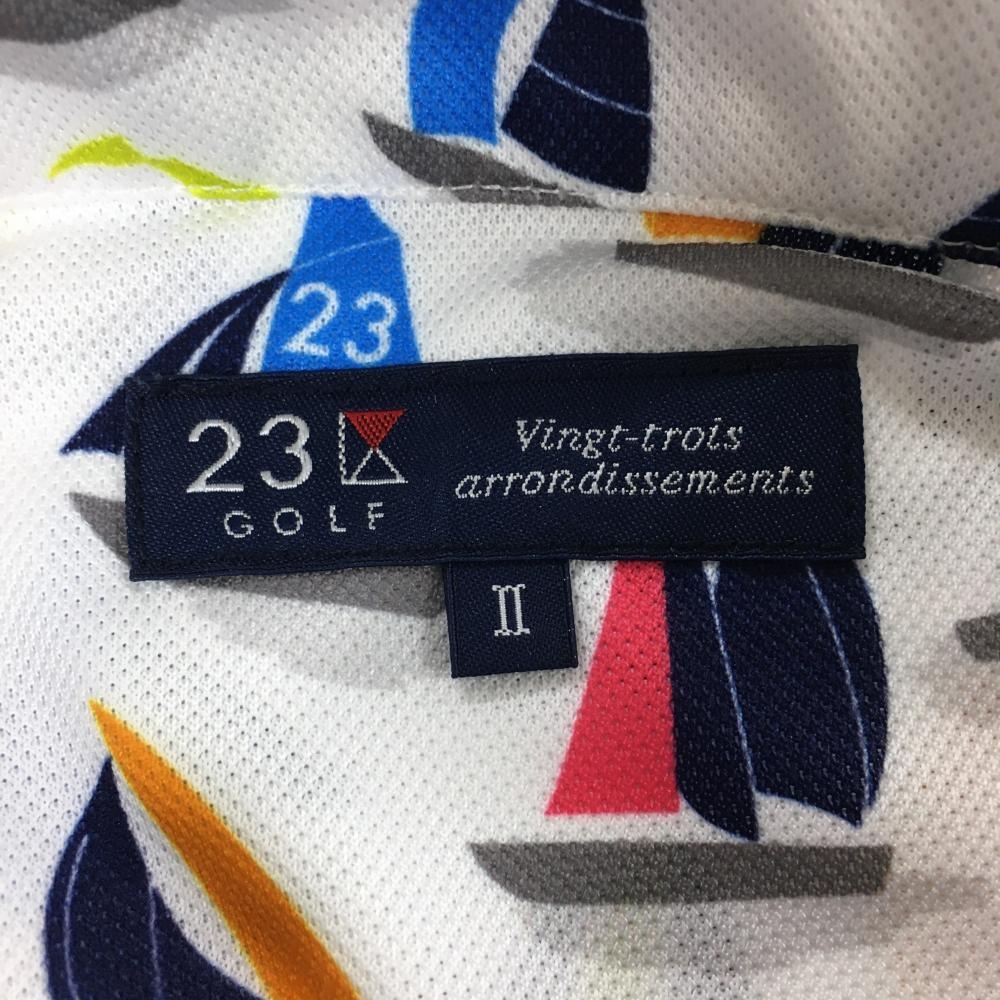 23
23
GOLF
Vingt-trois
arrondissements
II